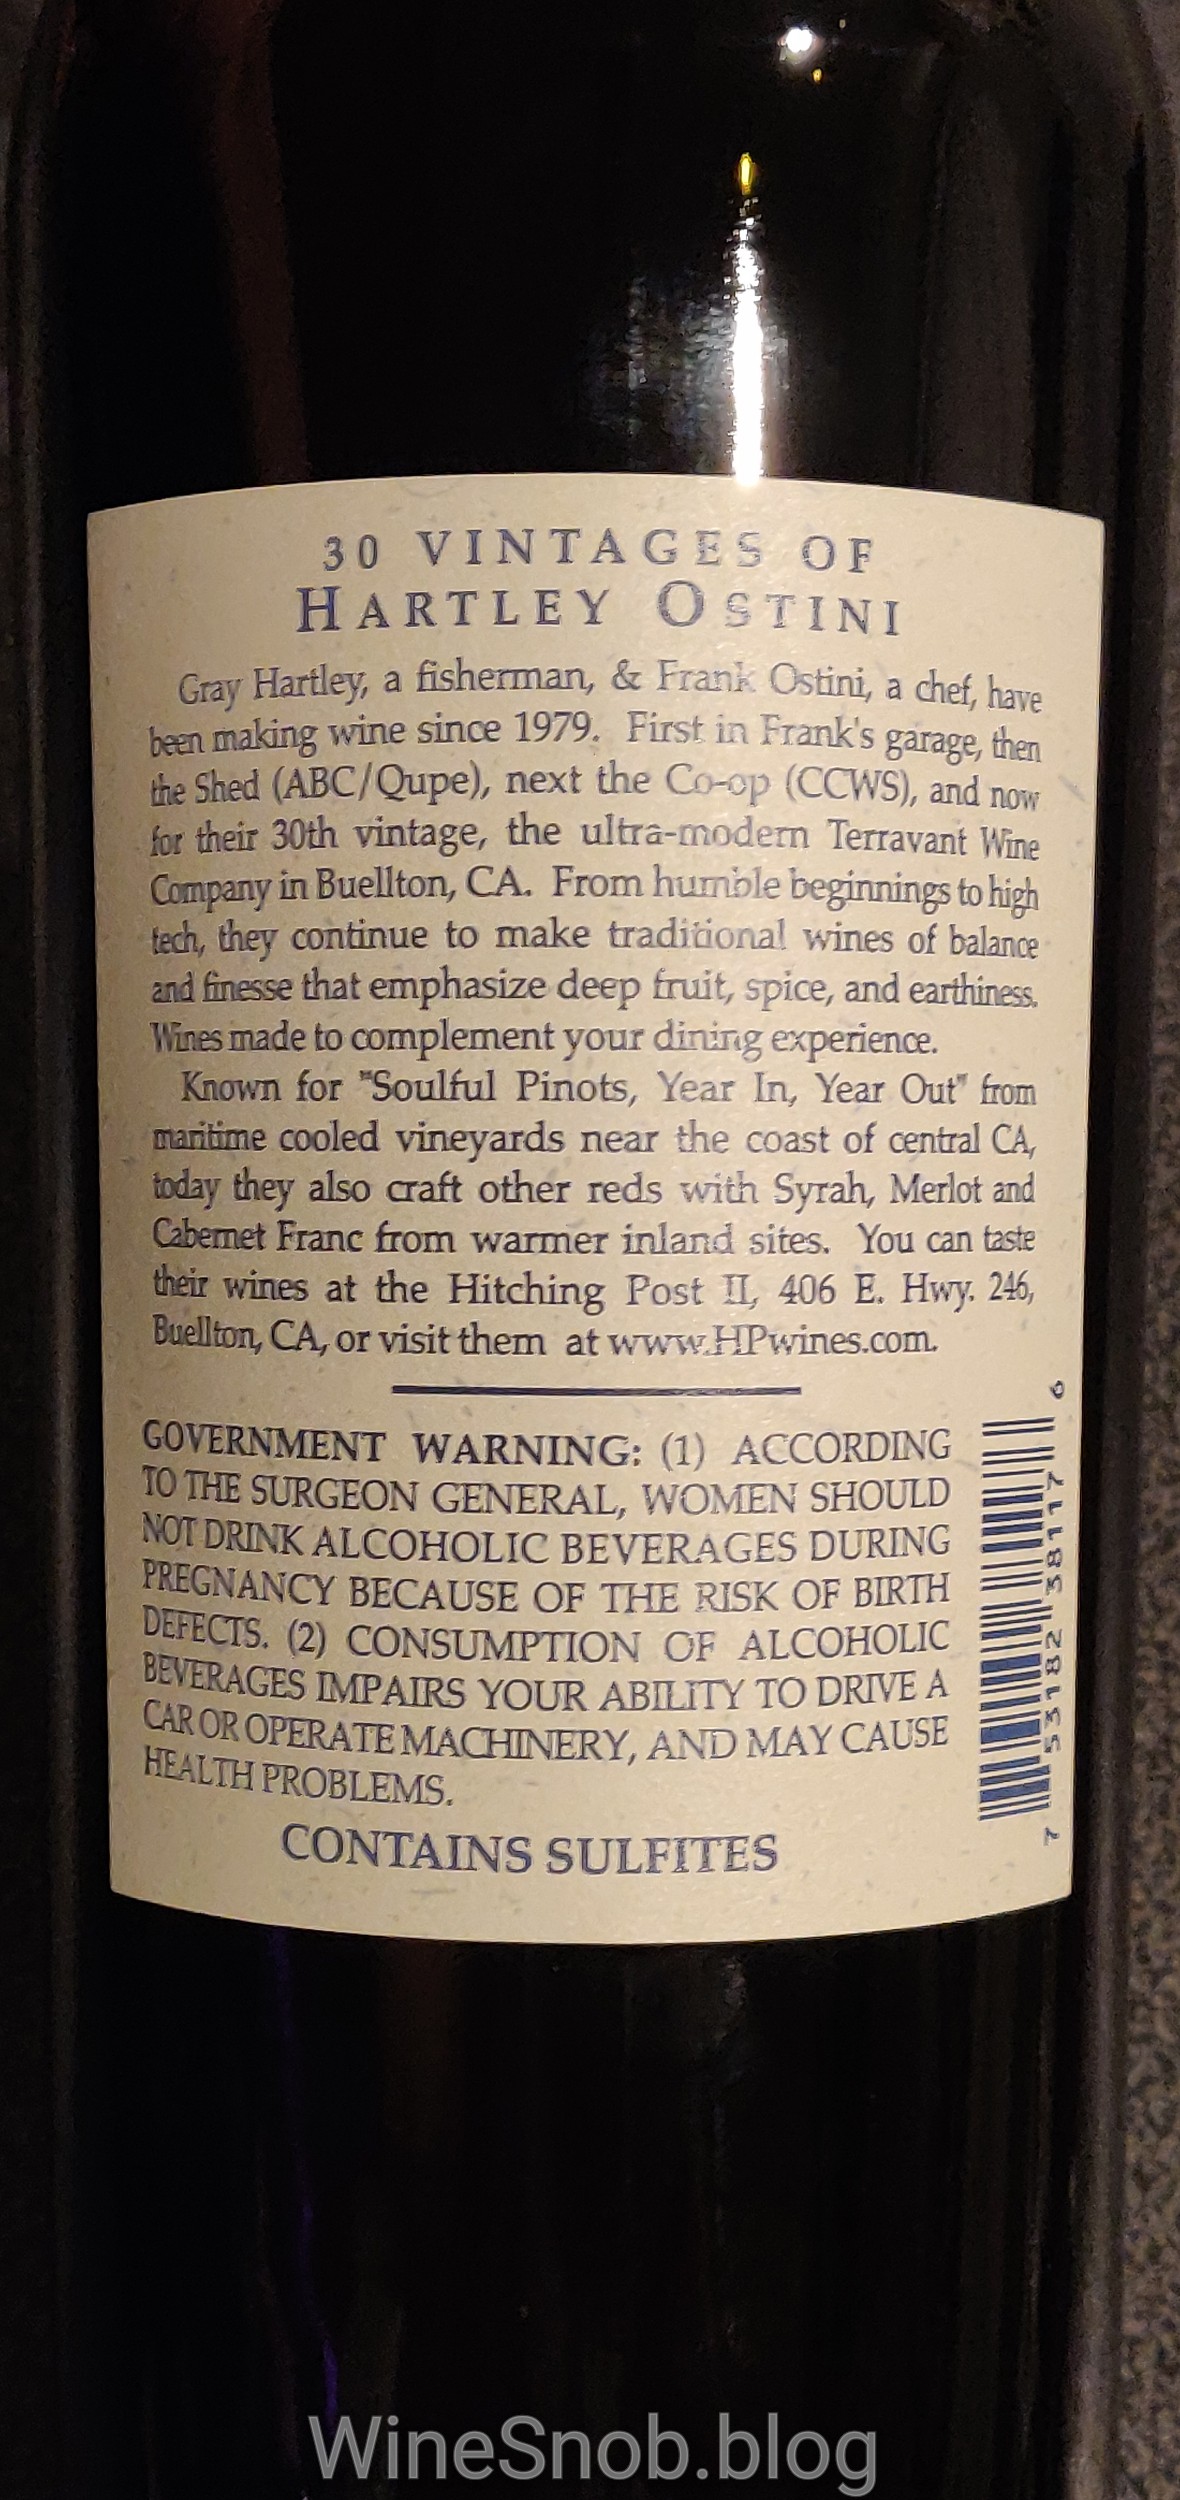 30 VINTAGES OF
HARTLEY OSTINI
Gray Hartley, a fisherman, & Frank Ostini, a chef, have
been making wine since 1979. First in Frank's garage, then
the Shed (ABC/Qupe), next the Co-op (CCWS), and now
for their 30th vintage, the ultra-modern Terravant Wine
Company in Buellton, CA. From humble beginnings to high
tech, they continue to make traditional wines of balance
and finesse that emphasize deep fruit, spice, and earthiness.
Wines made to complement your dining experience.
Known for "Soulful Pinots, Year In, Year Out" from
maritime cooled vineyards near the coast of central CA,
today they also craft other reds with Syrah, Merlot and
Cabernet Franc from warmer inland sites. You can taste
their wines at the Hitching Post II, 406 E. Hwy. 246,
Buellton, CA, or visit them at www.HPwines.com.
GOVERNMENT WARNING: (1) ACCORDING
TO THE SURGEON GENERAL, WOMEN SHOULD
NOT DRINK ALCOHOLIC BEVERAGES DURING
PREGNANCY BECAUSE OF THE RISK OF BIRTH
DEFECTS. (2) CONSUMPTION OF ALCOHOLIC
BEVERAGES IMPAIRS YOUR ABILITY TO DRIVE A
CAR OR OPERATE MACHINERY, AND MAY CAUSE
HEALTH PROBLEMS.
CONTAINS SULFITES
7 53182 38117 6
WineSnob.blog